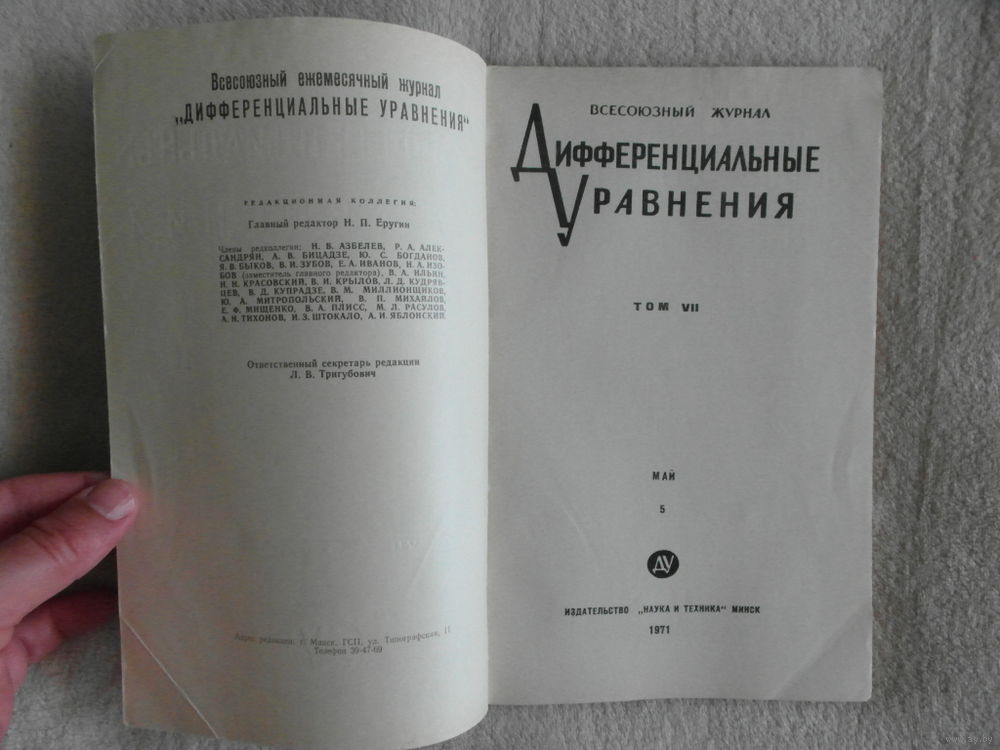 Всесоюзный ежемесячный журнал
„ДИФФЕРЕНЦИАЛЬНЫЕ УРАВНЕНИЯ"
РЕДАКЦИОННАЯ КОЛЛЕГИЯ:
Главный редактор Н. П. Еругин
Члены редколлегии: Н. В. АЗБЕЛЕВ, Р. А. АЛЕК-
САНДРЯН, А. В. БИЦАДЗЕ, Ю. С. БОГДАНОВ,
Я. В. БЫКОВ, В. И. ЗУБОВ, Е. А. ИВАНОВ, Н. А. ИЗО-
БОВ (заместитель главного редактора), В. А. ИЛЬИН,
Н. Н. КРАСОВСКИЙ, В. И. КРЫЛОВ, Л. Д. КУДРЯВ-
ЦЕВ, В. Д. КУПРАДЗЕ, В. М. МИЛЛИОНЩИКОВ,
Ю. А. МИТРОПОЛЬСКИЙ, В. П. МИХАЙЛОВ,
Е. Ф. МИЩЕНКО, В. А. ПЛИСС, М. Л. РАСУЛОВ,
А. Н. ТИХОНОВ, И. З. ШТОКАЛО, А. И. ЯБЛОНСКИЙ.
Ответственный секретарь редакции
Л. В. Тригубович
Адрес редакции: г. Минск, ГСП, ул. Типографская, 11
Телефон 39-47-69
ВСЕСОЮЗНЫЙ ЖУРНАЛ
ДИФФЕРЕНЦИАЛЬНЫЕ
УРАВНЕНИЯ
ТОМ VII
МАЙ
5
ДУ
ИЗДАТЕЛЬСТВО „НАУКА И ТЕХНИКА" МИНСК
1971
www.ay.by